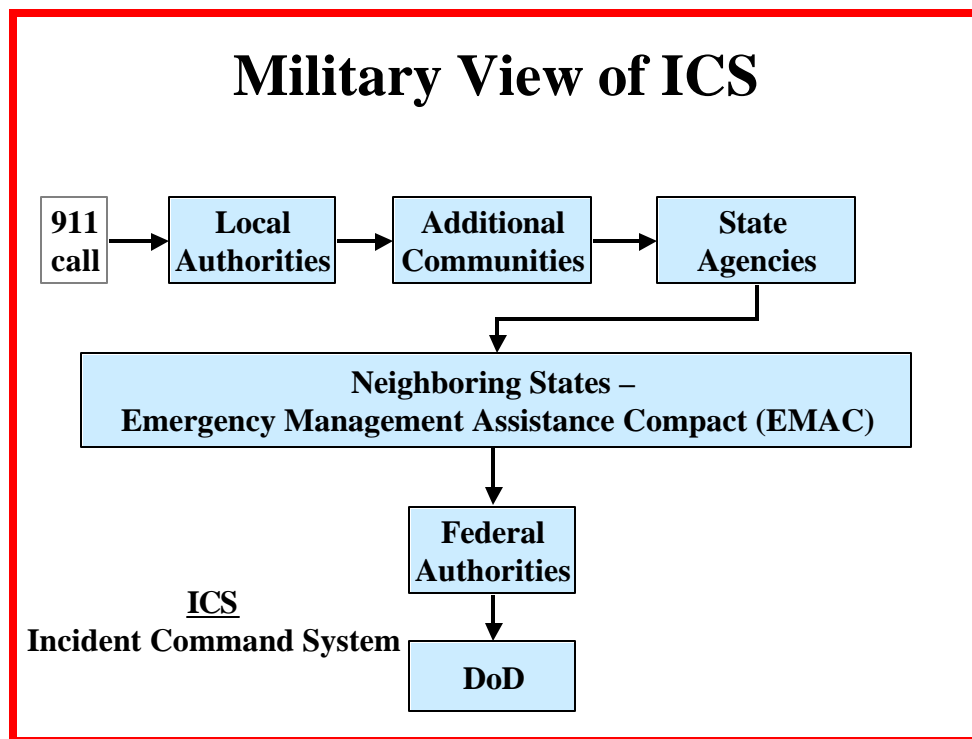 Military View of ICS
911
call
Local
Authorities
Additional
Communities
State
Agencies
Neighboring States –
Emergency Management Assistance Compact (EMAC)
Federal
Authorities
ICS
Incident Command System
DoD